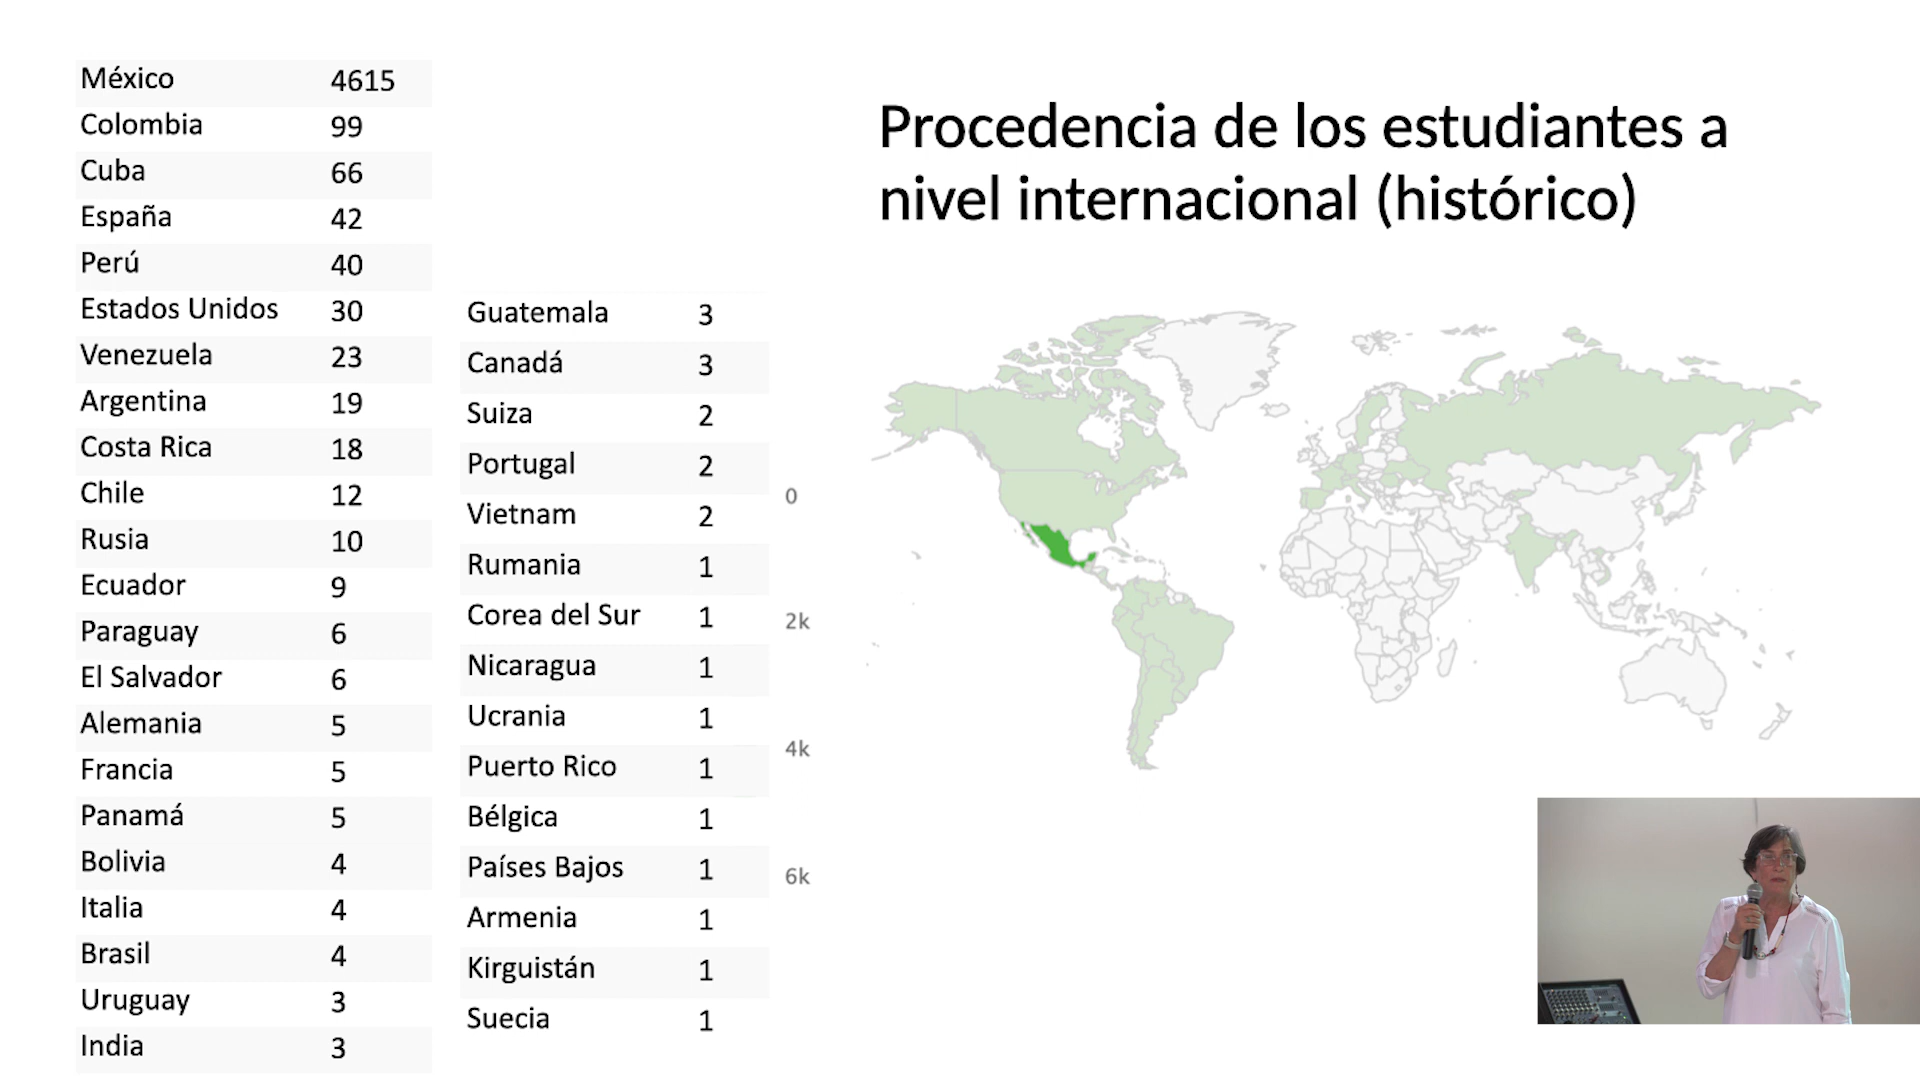 México 4615
Colombia 99
Cuba 66
España 42
Perú 40
Estados Unidos 30
Venezuela 23
Argentina 19
Costa Rica 18
Chile 12
Rusia 10
Ecuador 9
Paraguay 6
El Salvador 6
Alemania 5
Francia 5
Panamá 5
Bolivia 4
Italia 4
Brasil 4
Uruguay 3
India 3
Guatemala 3
Canadá 3
Suiza 2
Portugal 2
Vietnam 2
Rumania 1
Corea del Sur 1
Nicaragua 1
Ucrania 1
Puerto Rico 1
Bélgica 1
Países Bajos 1
Armenia 1
Kirguistán 1
Suecia 1
Procedencia de los estudiantes a
nivel internacional (histórico)
0
2k
4k
6k